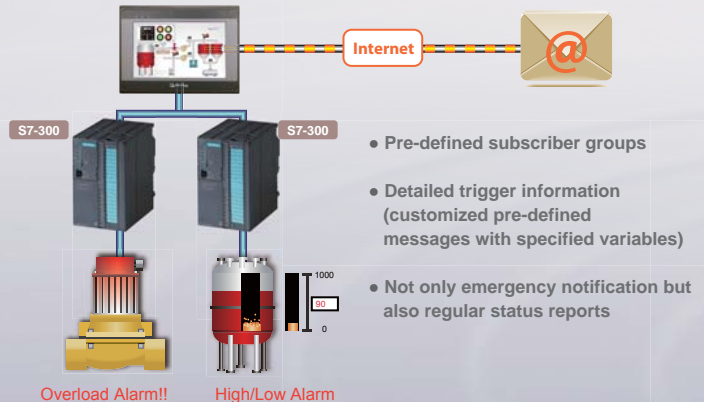 Internet
@
S7-300
S7-300
● Pre-defined subscriber groups
● Detailed trigger information
(customized pre-defined
messages with specified variables)
● Not only emergency notification but
also regular status reports
1000
90
0
Overload Alarm!!
High/Low Alarm